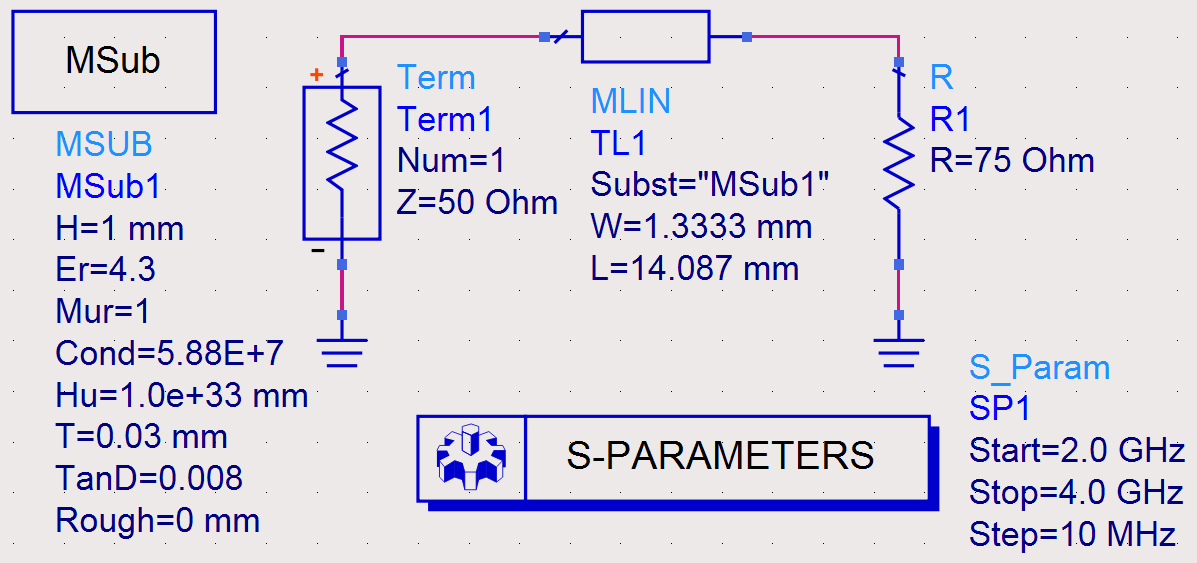 MSub
MSUB
MSub1
H=1 mm
Er=4.3
Mur=1
Cond=5.88E+7
Hu=1.0e+33 mm
T=0.03 mm
TanD=0.008
Rough=0 mm
+
−
Term
Term1
Num=1
Z=50 Ohm
MLIN
TL1
Subst="MSub1"
W=1.3333 mm
L=14.087 mm
R
R1
R=75 Ohm
S-PARAMETERS
S_Param
SP1
Start=2.0 GHz
Stop=4.0 GHz
Step=10 MHz